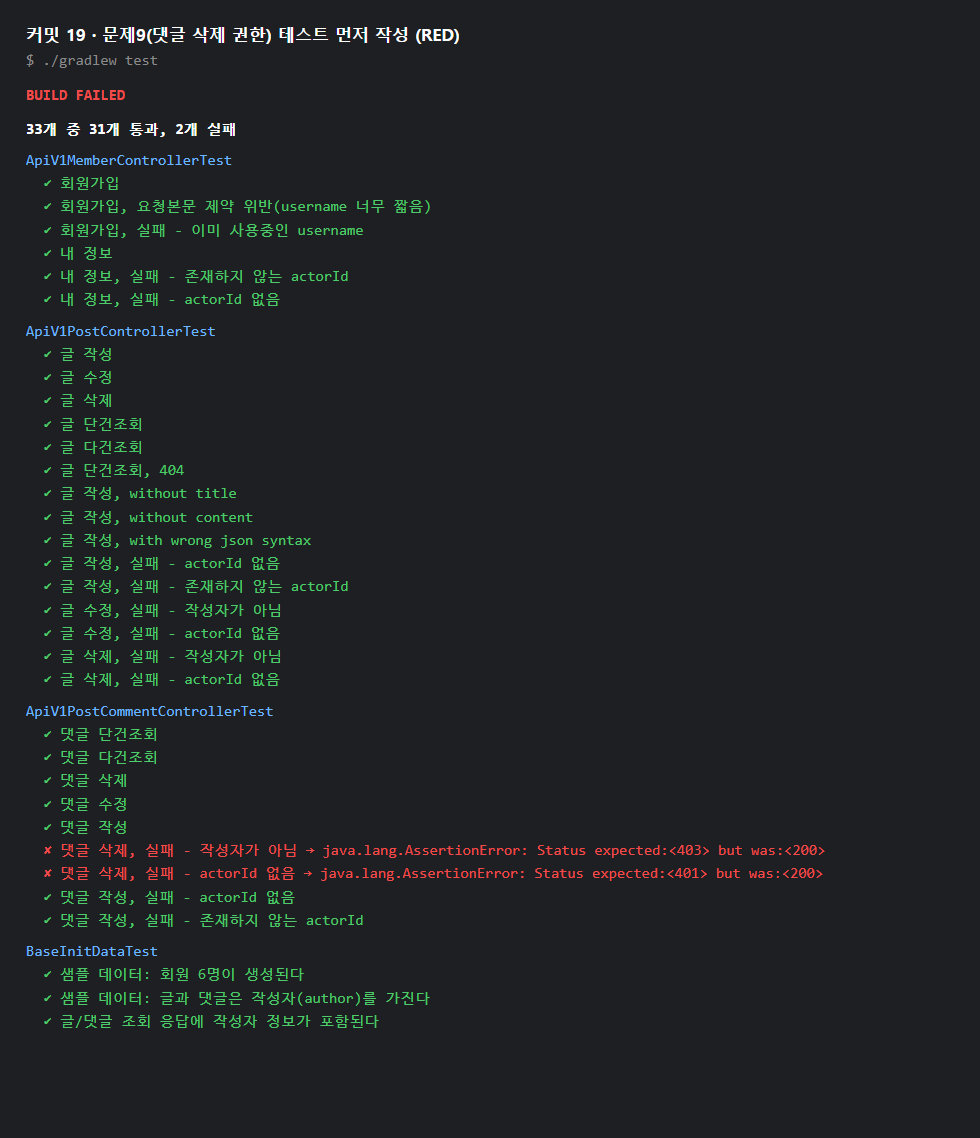 커밋 19 · 문제9(댓글 삭제 권한) 테스트 먼저 작성 (RED)
$ ./gradlew test
BUILD FAILED
33개 중 31개 통과, 2개 실패
ApiV1MemberControllerTest
✔ 회원가입
✔ 회원가입, 요청본문 제약 위반(username 너무 짧음)
✔ 회원가입, 실패 - 이미 사용중인 username
✔ 내 정보
✔ 내 정보, 실패 - 존재하지 않는 actorId
✔ 내 정보, 실패 - actorId 없음
ApiV1PostControllerTest
✔ 글 작성
✔ 글 수정
✔ 글 삭제
✔ 글 단건조회
✔ 글 다건조회
✔ 글 단건조회, 404
✔ 글 작성, without title
✔ 글 작성, without content
✔ 글 작성, with wrong json syntax
✔ 글 작성, 실패 - actorId 없음
✔ 글 작성, 실패 - 존재하지 않는 actorId
✔ 글 수정, 실패 - 작성자가 아님
✔ 글 수정, 실패 - actorId 없음
✔ 글 삭제, 실패 - 작성자가 아님
✔ 글 삭제, 실패 - actorId 없음
ApiV1PostCommentControllerTest
✔ 댓글 단건조회
✔ 댓글 다건조회
✔ 댓글 삭제
✔ 댓글 수정
✔ 댓글 작성
✘ 댓글 삭제, 실패 - 작성자가 아님 → java.lang.AssertionError: Status expected:<403> but was:<200>
✘ 댓글 삭제, 실패 - actorId 없음 → java.lang.AssertionError: Status expected:<401> but was:<200>
✔ 댓글 작성, 실패 - actorId 없음
✔ 댓글 작성, 실패 - 존재하지 않는 actorId
BaseInitDataTest
✔ 샘플 데이터: 회원 6명이 생성된다
✔ 샘플 데이터: 글과 댓글은 작성자(author)를 가진다
✔ 글/댓글 조회 응답에 작성자 정보가 포함된다